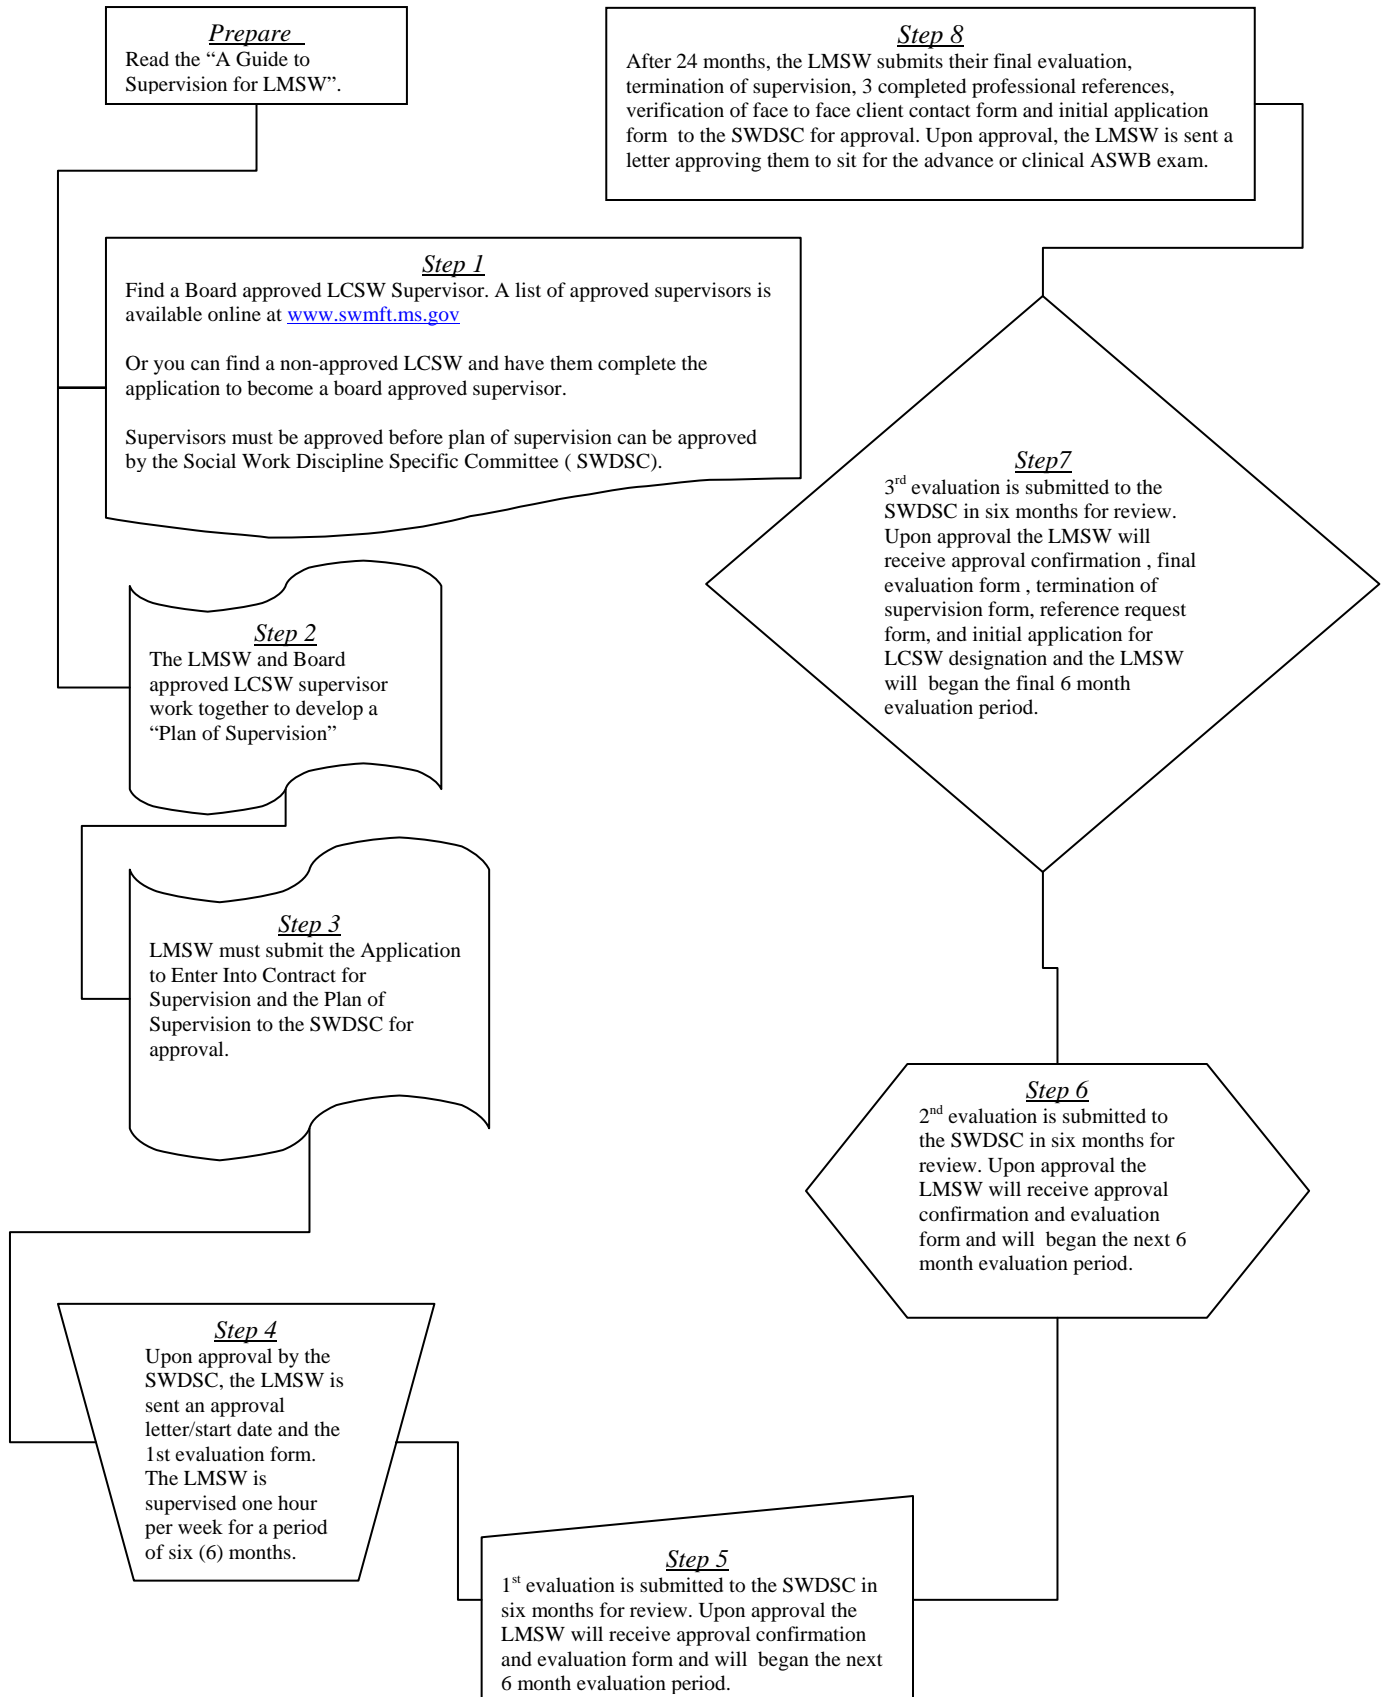 Prepare
Read the “A Guide to
Supervision for LMSW”.
Step 1
Find a Board approved LCSW Supervisor. A list of approved supervisors is
available online at www.swmft.ms.gov
Or you can find a non-approved LCSW and have them complete the
application to become a board approved supervisor.
Supervisors must be approved before plan of supervision can be approved
by the Social Work Discipline Specific Committee ( SWDSC).
Step 2
The LMSW and Board
approved LCSW supervisor
work together to develop a
“Plan of Supervision”
Step 3
LMSW must submit the Application
to Enter Into Contract for
Supervision and the Plan of
Supervision to the SWDSC for
approval.
Step 4
Upon approval by the
SWDSC, the LMSW is
sent an approval
letter/start date and the
1st evaluation form.
The LMSW is
supervised one hour
per week for a period
of six (6) months.
Step 5
1st evaluation is submitted to the SWDSC in
six months for review. Upon approval the
LMSW will receive approval confirmation
and evaluation form and will  began the next
6 month evaluation period.
Step 6
2nd evaluation is submitted to
the SWDSC in six months for
review. Upon approval the
LMSW will receive approval
confirmation and evaluation
form and will  began the next 6
month evaluation period.
Step7
3rd evaluation is submitted to the
SWDSC in six months for review.
Upon approval the LMSW will
receive approval confirmation , final
evaluation form , termination of
supervision form, reference request
form, and initial application for
LCSW designation and the LMSW
will  began the final 6 month
evaluation period.
Step 8
After 24 months, the LMSW submits their final evaluation,
termination of supervision, 3 completed professional references,
verification of face to face client contact form and initial application
form  to the SWDSC for approval. Upon approval, the LMSW is sent a
letter approving them to sit for the advance or clinical ASWB exam.